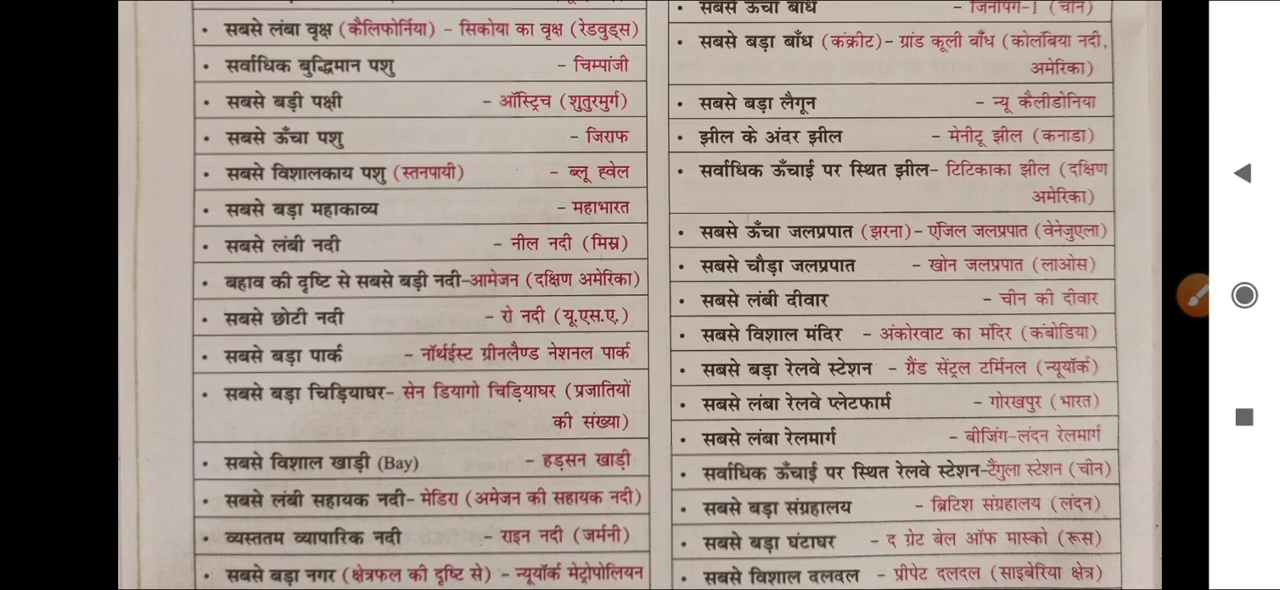 • सबसे लंबा वृक्ष (कैलिफोर्निया) - सिकोया का वृक्ष (रेडवुड्स)
• सर्वाधिक बुद्धिमान पशु - चिम्पांजी
• सबसे बड़ी पक्षी - ऑस्ट्रिच (शुतुरमुर्ग)
• सबसे ऊँचा पशु - जिराफ
• सबसे विशालकाय पशु (स्तनपायी) - ब्लू ह्वेल
• सबसे बड़ा महाकाव्य - महाभारत
• सबसे लंबी नदी - नील नदी (मिस्र)
• बहाव की दृष्टि से सबसे बड़ी नदी-आमेजन (दक्षिण अमेरिका)
• सबसे छोटी नदी - रो नदी (यू.एस.ए.)
• सबसे बड़ा पार्क - नॉर्थईस्ट ग्रीनलैण्ड नेशनल पार्क
• सबसे बड़ा चिड़ियाघर- सेन डियागो चिड़ियाघर (प्रजातियों
की संख्या)
• सबसे विशाल खाड़ी (Bay) - हड़सन खाड़ी
• सबसे लंबी सहायक नदी- मेडिरा (अमेजन की सहायक नदी)
• व्यस्ततम व्यापारिक नदी - राइन नदी (जर्मनी)
• सबसे बड़ा नगर (क्षेत्रफल की दृष्टि से) - न्यूयॉर्क मेट्रोपोलियन
• सबसे ऊँचा बाँध - जिनपिंग-1 (चीन)
• सबसे बड़ा बाँध (कंक्रीट)- ग्रांड कूली बाँध (कोलंबिया नदी,
अमेरिका)
• सबसे बड़ा लैगून - न्यू कैलीडोनिया
• झील के अंदर झील - मेनीटू झील (कनाडा)
• सर्वाधिक ऊँचाई पर स्थित झील- टिटिकाका झील (दक्षिण
अमेरिका)
• सबसे ऊँचा जलप्रपात (झरना)- एंजिल जलप्रपात (वेनेजुएला)
• सबसे चौड़ा जलप्रपात - खोन जलप्रपात (लाओस)
• सबसे लंबी दीवार - चीन की दीवार
• सबसे विशाल मंदिर - अंकोरवाट का मंदिर (कंबोडिया)
• सबसे बड़ा रेलवे स्टेशन - ग्रैंड सेंट्रल टर्मिनल (न्यूयॉर्क)
• सबसे लंबा रेलवे प्लेटफार्म - गोरखपुर (भारत)
• सबसे लंबा रेलमार्ग - बीजिंग-लंदन रेलमार्ग
• सर्वाधिक ऊँचाई पर स्थित रेलवे स्टेशन-टैंगुला स्टेशन (चीन)
• सबसे बड़ा संग्रहालय - ब्रिटिश संग्रहालय (लंदन)
• सबसे बड़ा घंटाघर - द ग्रेट बेल ऑफ मास्को (रूस)
• सबसे विशाल दलदल - प्रीपेट दलदल (साइबेरिया क्षेत्र)